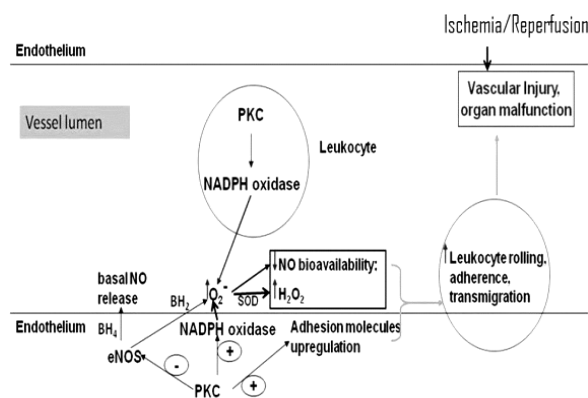 Ischemia/Reperfusion
Endothelium
Vascular Injury,
organ malfunction
Vessel lumen
PKC
Leukocyte
NADPH oxidase
↑ Leukocyte rolling,
adherence,
transmigration
basal NO
release
BH₂
↑O₂⁻
SOD
↓NO bioavailability;
↑H₂O₂
Endothelium
BH₄
NADPH oxidase
Adhesion molecules
upregulation
eNOS
-
+
PKC
+